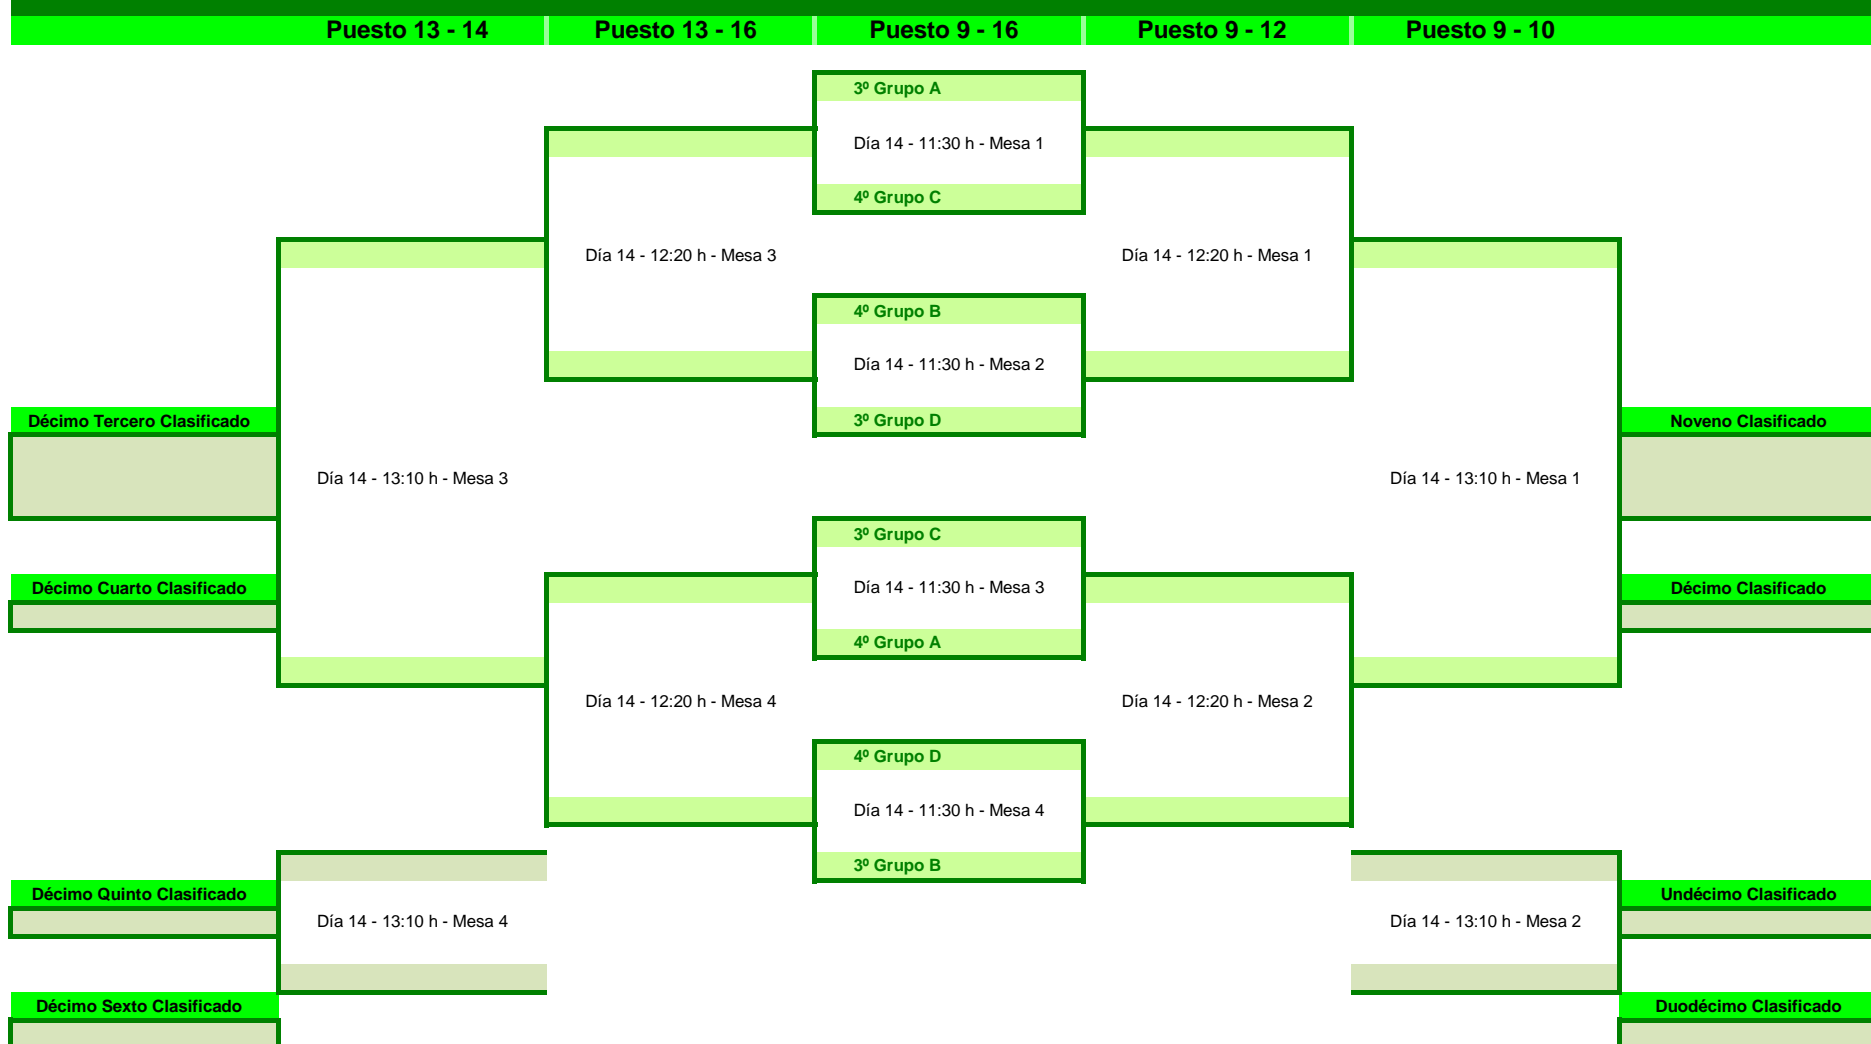 Puesto 13 - 14 Puesto 13 - 16 Puesto 9 - 16 Puesto 9 - 12 Puesto 9 - 10
3º Grupo A
Día 14 - 11:30 h - Mesa 1
4º Grupo C
Día 14 - 12:20 h - Mesa 3 Día 14 - 12:20 h - Mesa 1
4º Grupo B
Día 14 - 11:30 h - Mesa 2
Décimo Tercero Clasificado 3º Grupo D Noveno Clasificado
Día 14 - 13:10 h - Mesa 3 Día 14 - 13:10 h - Mesa 1
3º Grupo C
Décimo Cuarto Clasificado Día 14 - 11:30 h - Mesa 3 Décimo Clasificado
4º Grupo A
Día 14 - 12:20 h - Mesa 4 Día 14 - 12:20 h - Mesa 2
4º Grupo D
Día 14 - 11:30 h - Mesa 4
3º Grupo B
Décimo Quinto Clasificado Undécimo Clasificado
Día 14 - 13:10 h - Mesa 4 Día 14 - 13:10 h - Mesa 2
Décimo Sexto Clasificado Duodécimo Clasificado